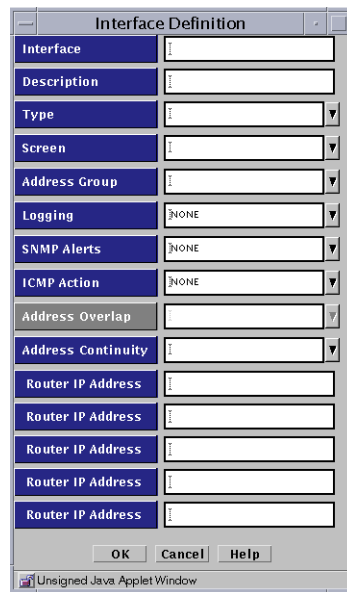 Interface Definition
Interface
Description
Type
Screen
Address Group
Logging NONE
SNMP Alerts NONE
ICMP Action NONE
Address Overlap
Address Continuity
Router IP Address
Router IP Address
Router IP Address
Router IP Address
Router IP Address
OK Cancel Help
Unsigned Java Applet Window